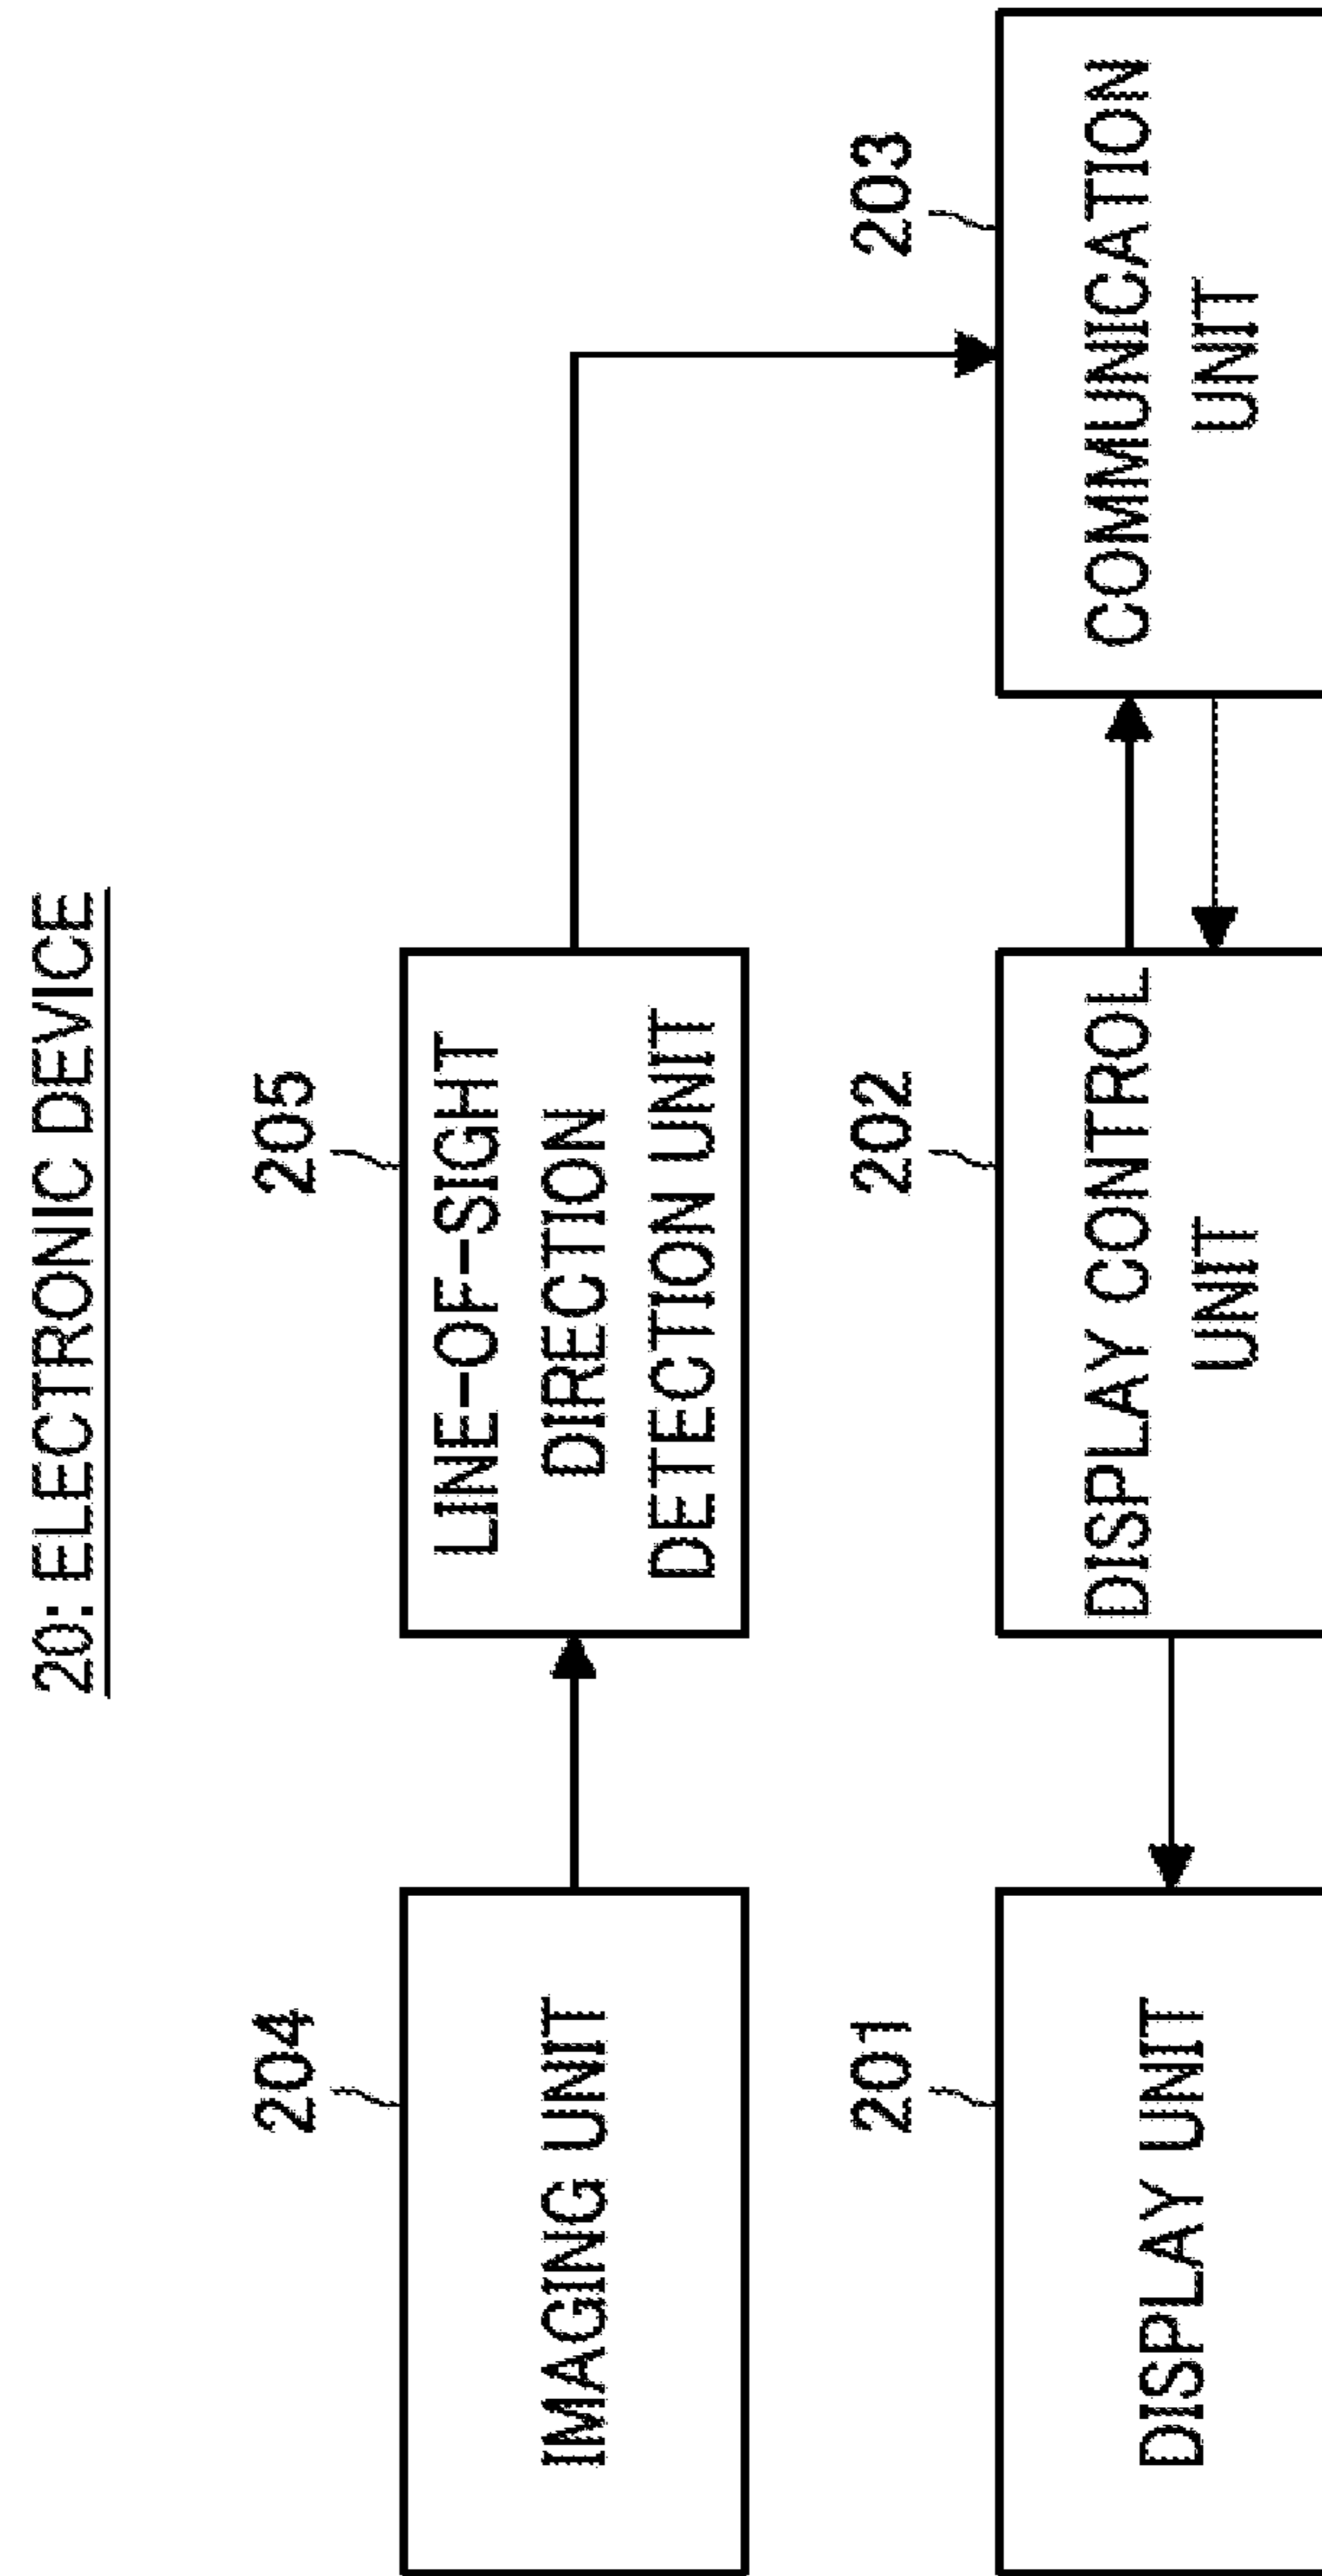 20: ELECTRONIC DEVICE
204
IMAGING UNIT
205
LINE-OF-SIGHT
DIRECTION
DETECTION UNIT
201
DISPLAY UNIT
202
DISPLAY CONTROL
UNIT
203
COMMUNICATION
UNIT